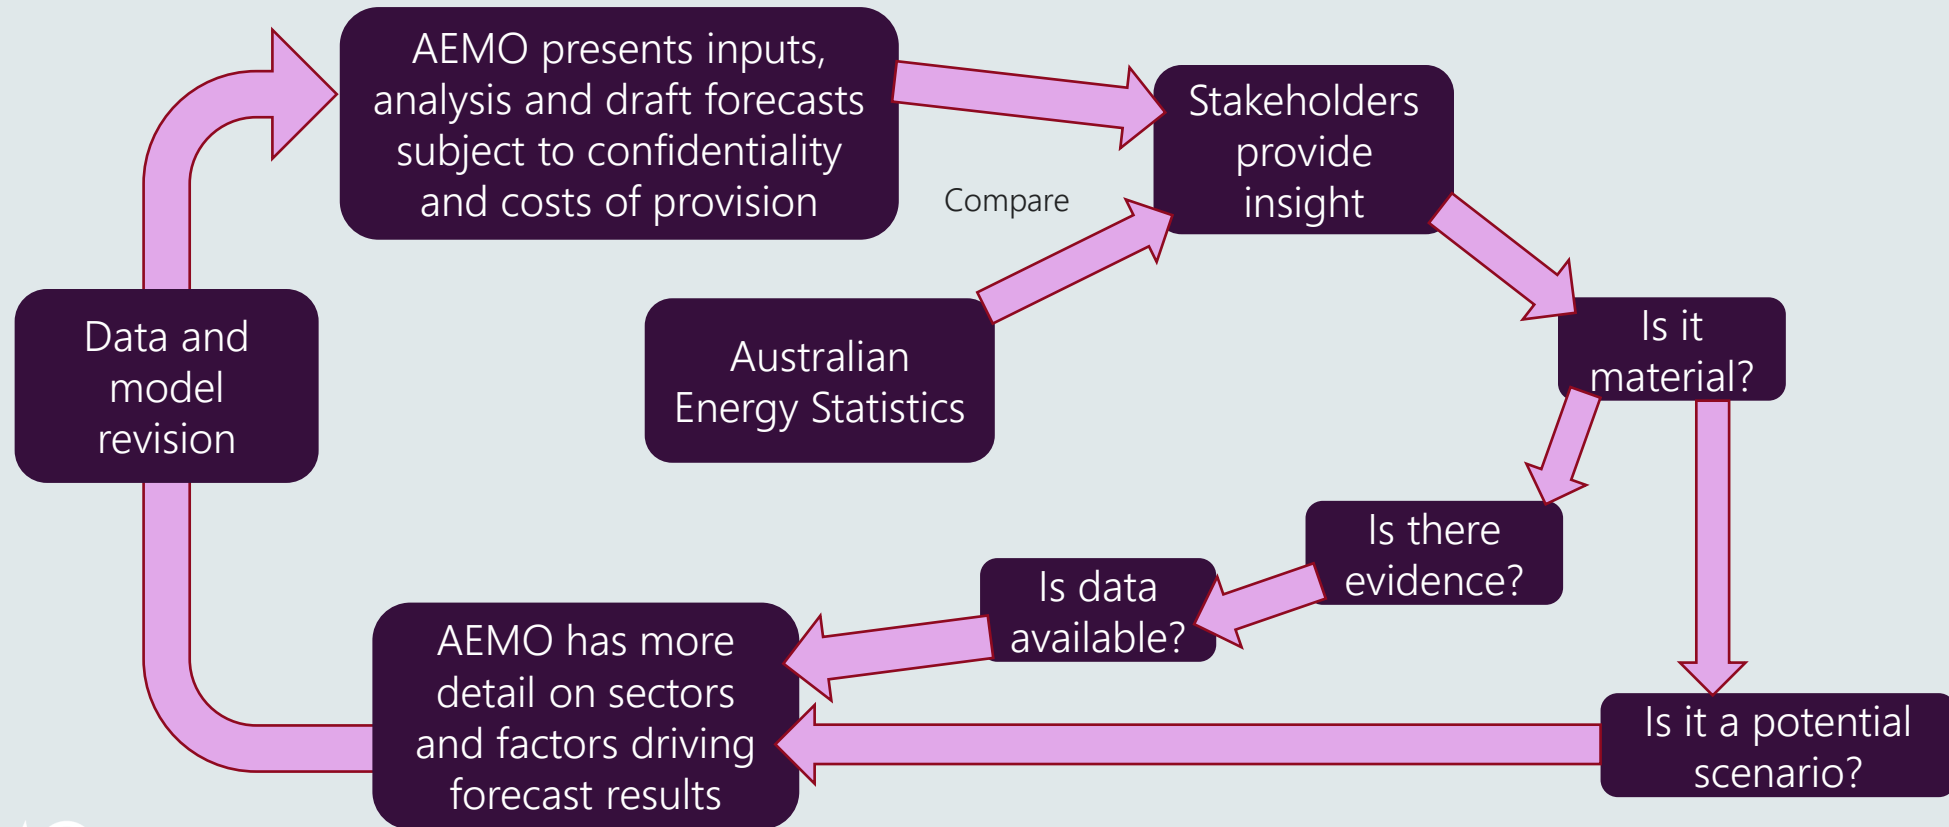 AEMO presents inputs,
analysis and draft forecasts
subject to confidentiality
and costs of provision
Stakeholders
provide
insight
Compare
Australian
Energy Statistics
Data and
model
revision
Is it
material?
Is there
evidence?
Is data
available?
AEMO has more
detail on sectors
and factors driving
forecast results
Is it a potential
scenario?